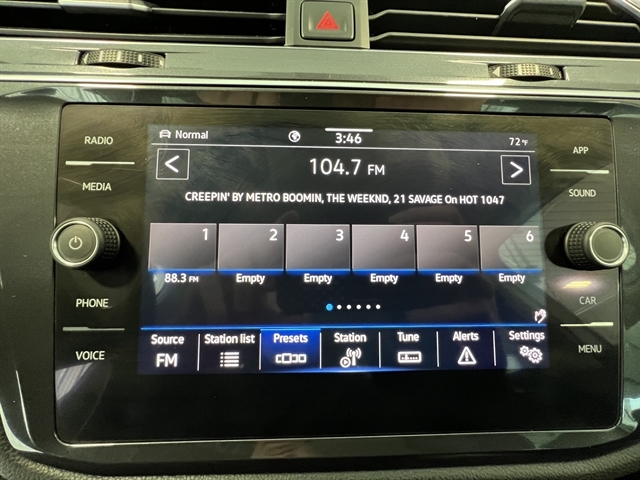 Normal 3:46 72 °F
RADIO
MEDIA
PHONE
VOICE
104.7 FM
CREEPIN' BY METRO BOOMIN, THE WEEKND, 21 SAVAGE On HOT 1047
1 2 3 4 5 6
88.3 FM Empty Empty Empty Empty Empty
Source Station list Presets Station Tune Alerts Settings
FM
APP
SOUND
CAR
MENU